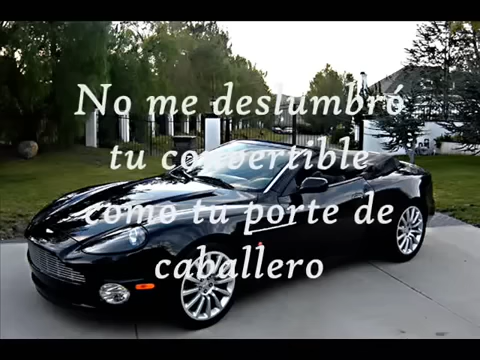 No me deslumbró
tu convertible
como tu porte de
caballero